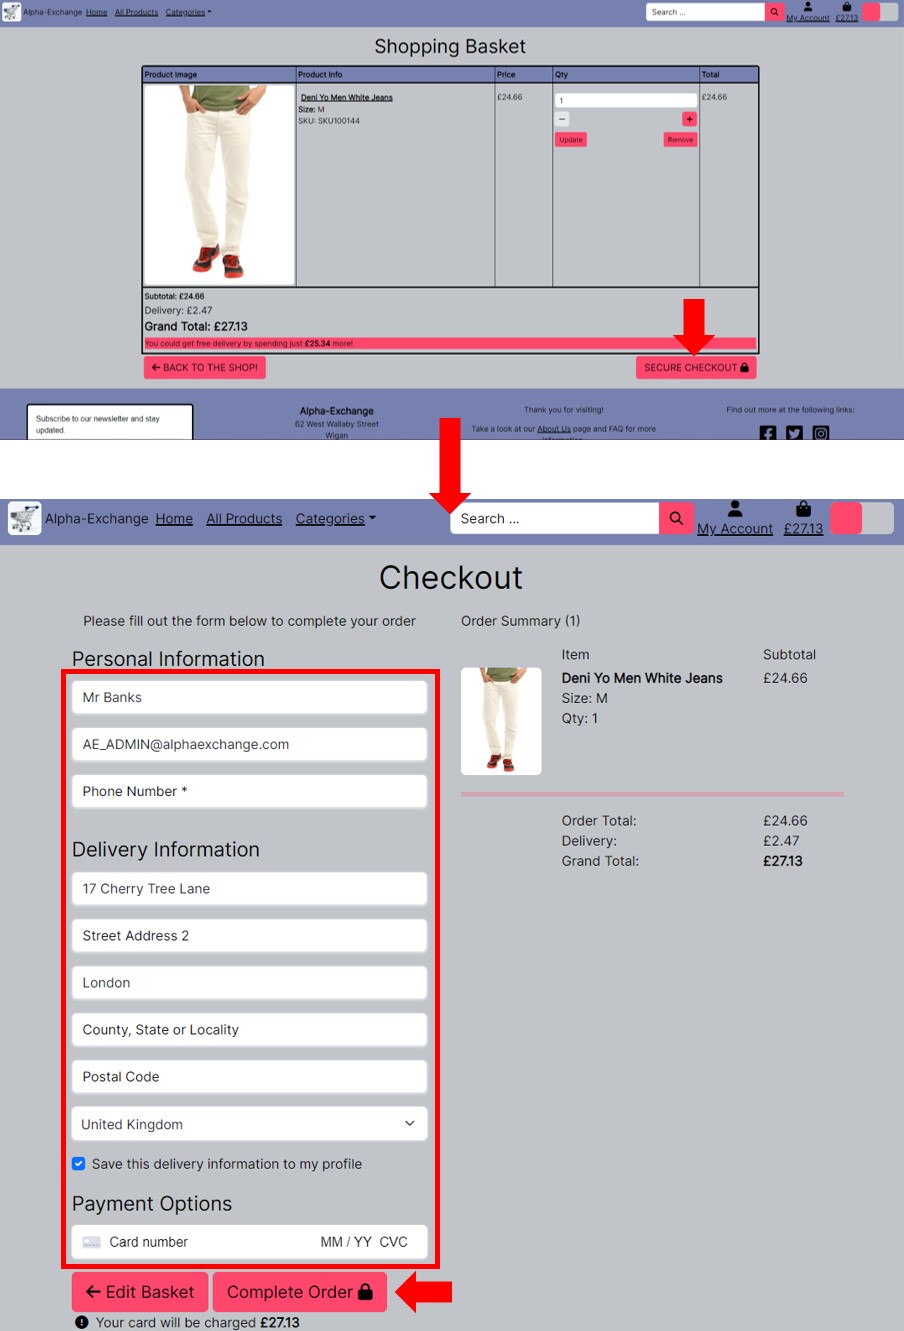 Alpha-Exchange Home All Products Categories
Search ...
My Account £27.13
Shopping Basket
Product Image Product Info Price Qty Total
Deni Yo Men White Jeans £24.66 1 £24.66
Size: M
SKU: SKU100144
− +
Update Remove
Subtotal: £24.66
Delivery: £2.47
Grand Total: £27.13
You could get free delivery by spending just £25.34 more!
← BACK TO THE SHOP! SECURE CHECKOUT
Subscribe to our newsletter and stay
updated.
Alpha-Exchange
62 West Wallaby Street
Wigan
Thank you for visiting!
Take a look at our About Us page and FAQ for more
information
Find out more at the following links:
Alpha-Exchange Home All Products Categories
Search ...
My Account £27.13
Checkout
Please fill out the form below to complete your order
Personal Information
Mr Banks
AE_ADMIN@alphaexchange.com
Phone Number *
Delivery Information
17 Cherry Tree Lane
Street Address 2
London
County, State or Locality
Postal Code
United Kingdom
Save this delivery information to my profile
Payment Options
Card number MM / YY CVC
← Edit Basket Complete Order
Your card will be charged £27.13
Order Summary (1)
Item Subtotal
Deni Yo Men White Jeans £24.66
Size: M
Qty: 1
Order Total: £24.66
Delivery: £2.47
Grand Total: £27.13